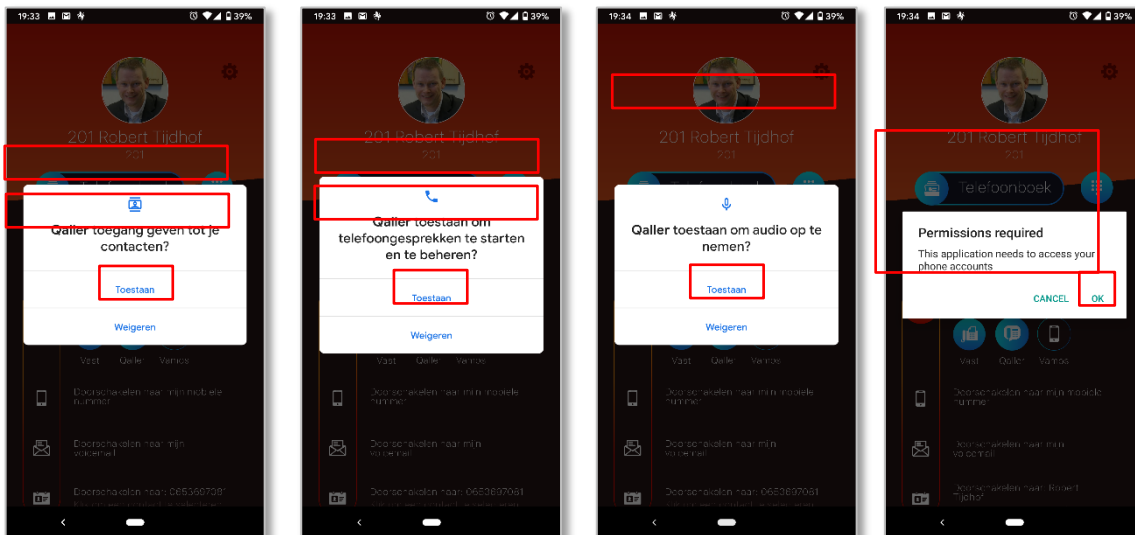 19:33
39%
201 Robert Tijdhof
201
Qaller toegang geven tot je
contacten?
Toestaan
Weigeren
Vast Qaller Vamos
Doorschakelen naar mijn mobiele
nummer
Doorschakelen naar mijn
voicemail
Doorschakelen naar: 0653697081
19:33
39%
201 Robert Tijdhof
Qaller toestaan om
telefoongesprekken te starten
en te beheren?
Toestaan
Weigeren
Vast Qaller Vamos
Doorschakelen naar mijn mobiele
nummer
Doorschakelen naar mijn
voicemail
Doorschakelen naar: 0653697081
19:34
39%
201 Robert Tijdhof
201
Qaller toestaan om audio op te
nemen?
Toestaan
Weigeren
Vast Qaller Vamos
Doorschakelen naar mijn mobiele
nummer
Doorschakelen naar mijn
voicemail
Doorschakelen naar: 0653697081
19:34
39%
201 Robert Tijdhof
201
Telefoonboek
Permissions required
This application needs to access your
phone accounts
CANCEL OK
Vast Qaller Vamos
Doorschakelen naar mijn mobiele
nummer
Doorschakelen naar mijn
voicemail
Doorschakelen naar: Robert
Tijdhof